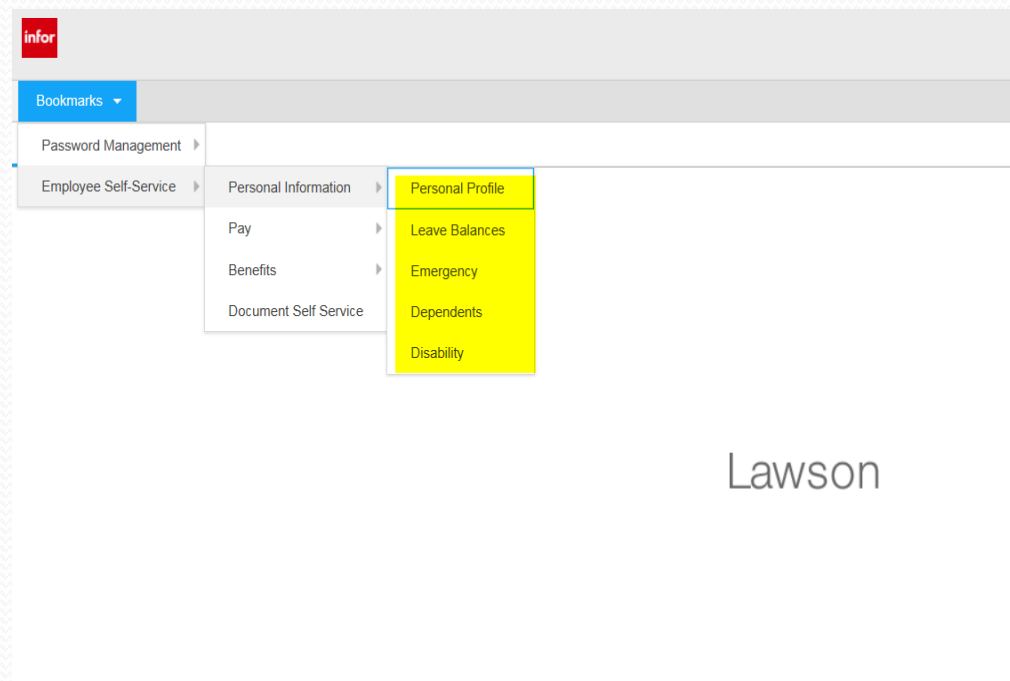 infor
Bookmarks
Password Management
Employee Self-Service
Personal Information
Pay
Benefits
Document Self Service
Personal Profile
Leave Balances
Emergency
Dependents
Disability
Lawson